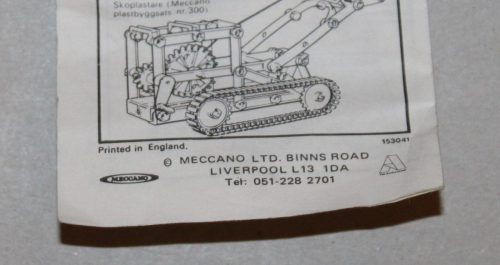 Skoplastare (Meccano
plastbyggsats nr. 300)
Printed in England.
153041
© MECCANO LTD. BINNS ROAD
LIVERPOOL L13 1DA
Tel: 051-228 2701
MECCANO